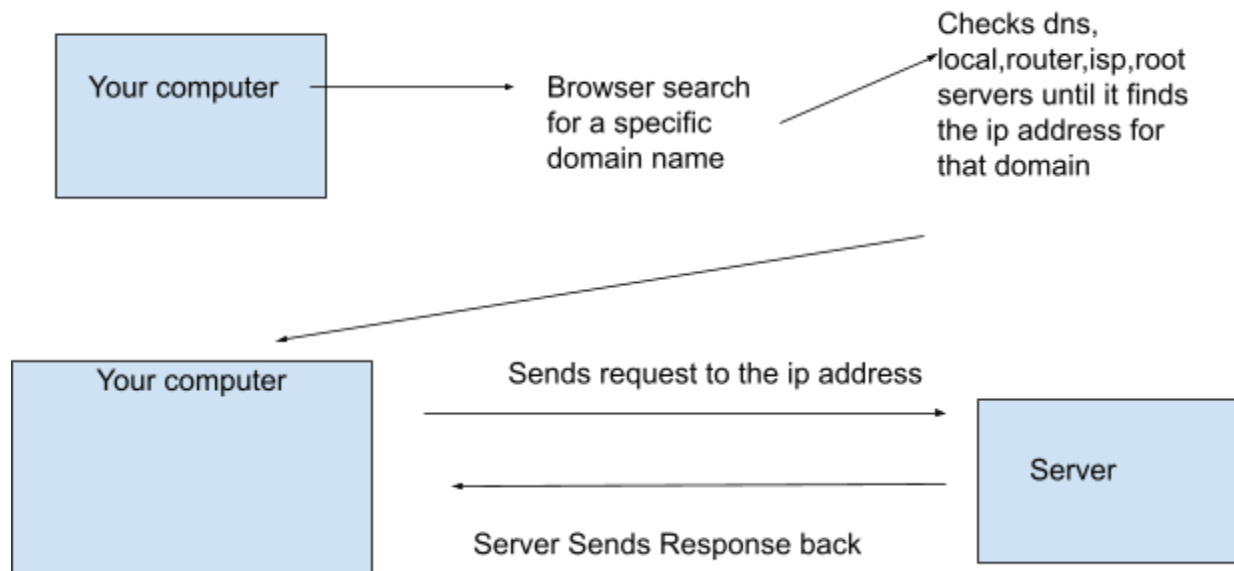 Your computer
Browser search
for a specific
domain name
Checks dns,
local,router,isp,root
servers until it finds
the ip address for
that domain
Your computer
Sends request to the ip address
Server
Server Sends Response back